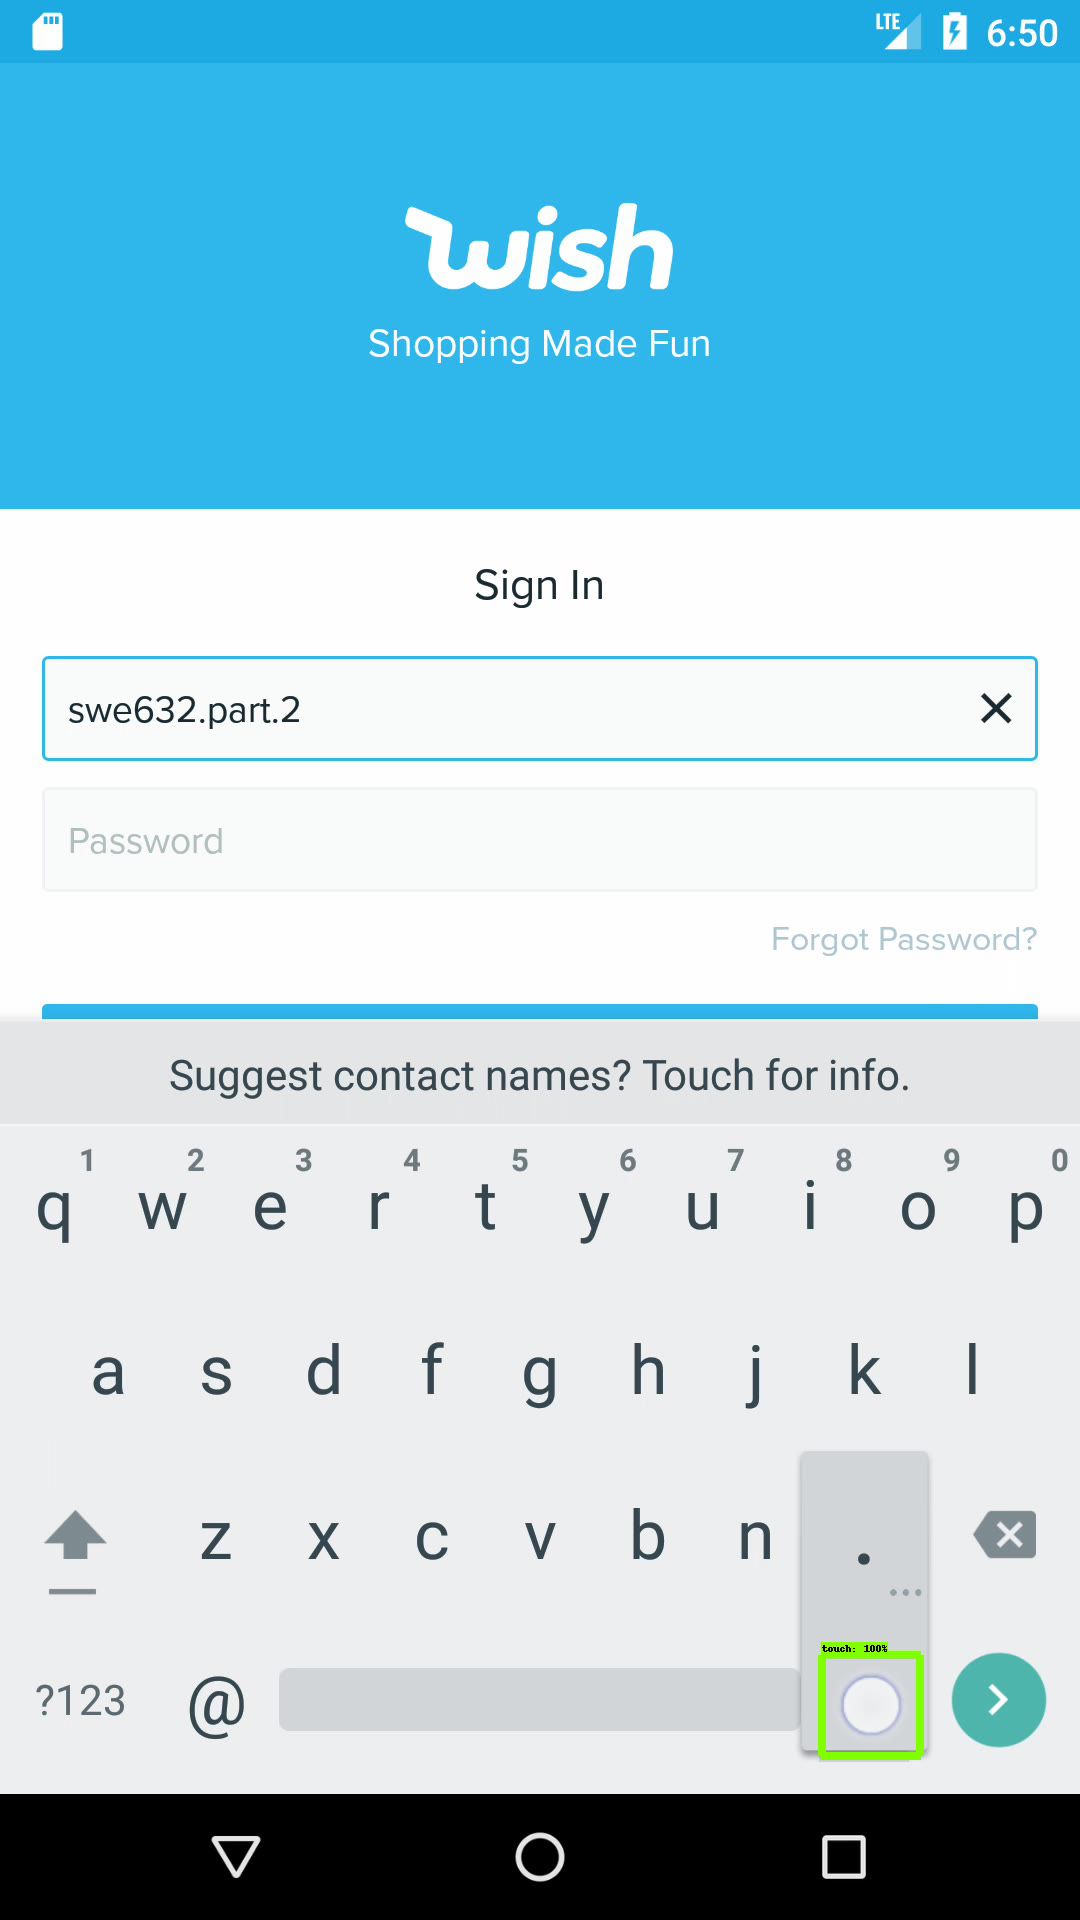 LTE 6:50
wish
Shopping Made Fun
Sign In
swe632.part.2
Password
Forgot Password?
Suggest contact names? Touch for info.
1 2 3 4 5 6 7 8 9 0
q w e r t y u i o p
a s d f g h j k l
z x c v b n .
touch: 100%
?123 @